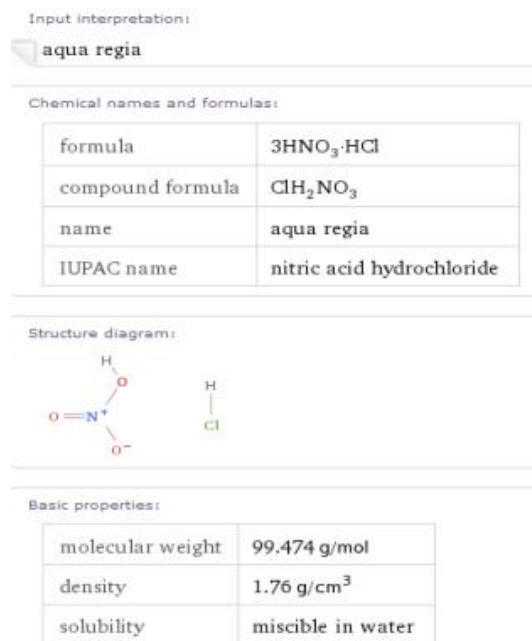 Input interpretation:
aqua regia
Chemical names and formulas:
formula 3HNO₃·HCl
compound formula ClH₂NO₃
name aqua regia
IUPAC name nitric acid hydrochloride
Structure diagram:
H
O
O N⁺
O⁻
H
Cl
Basic properties:
molecular weight 99.474 g/mol
density 1.76 g/cm³
solubility miscible in water